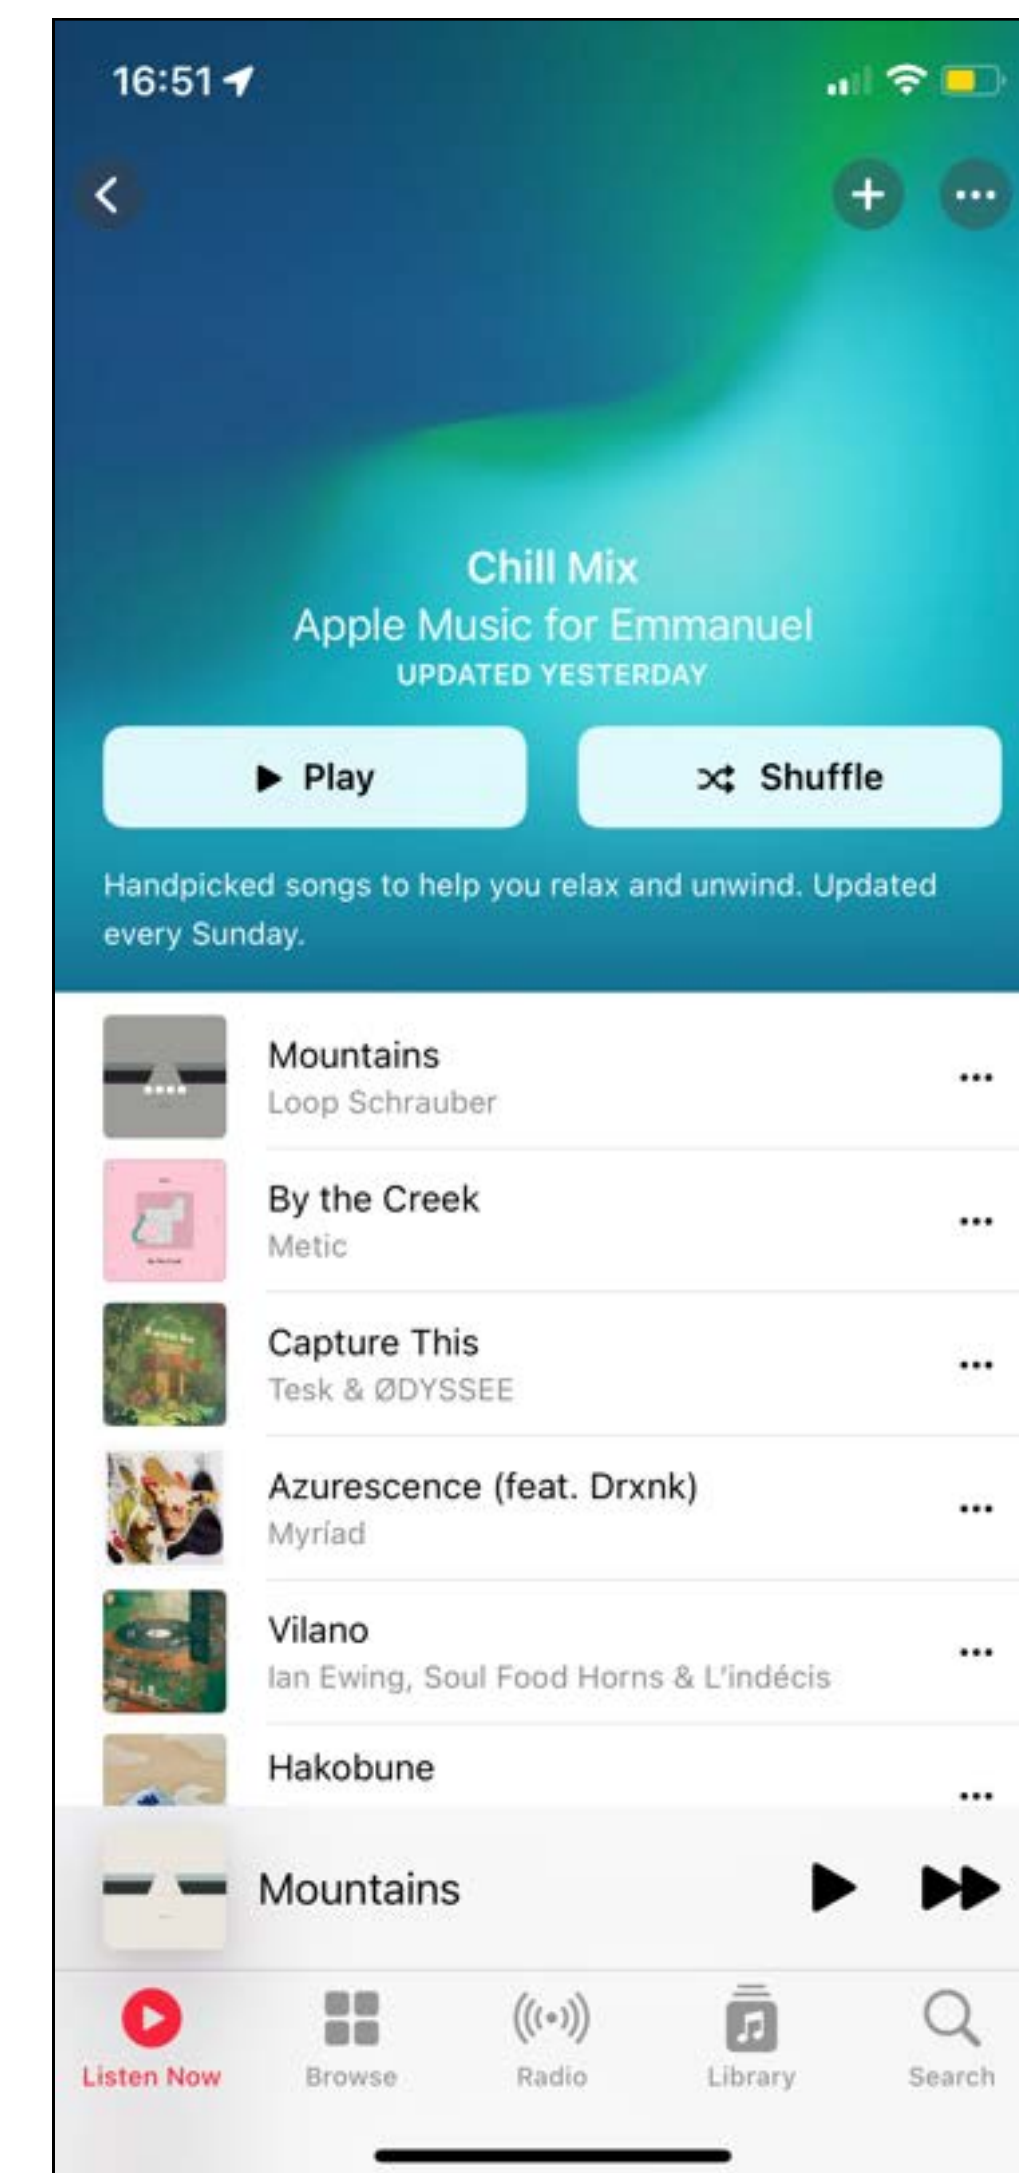 16:51
Chill Mix
Apple Music for Emmanuel
UPDATED YESTERDAY
Play
Shuffle
Handpicked songs to help you relax and unwind. Updated
every Sunday.
Mountains
Loop Schrauber
By the Creek
Metic
Capture This
Tesk & ØDYSSEE
Azurescence (feat. Drxnk)
Myríad
Vilano
Ian Ewing, Soul Food Horns & L'indécis
Hakobune
Mountains
Listen Now
Browse
Radio
Library
Search